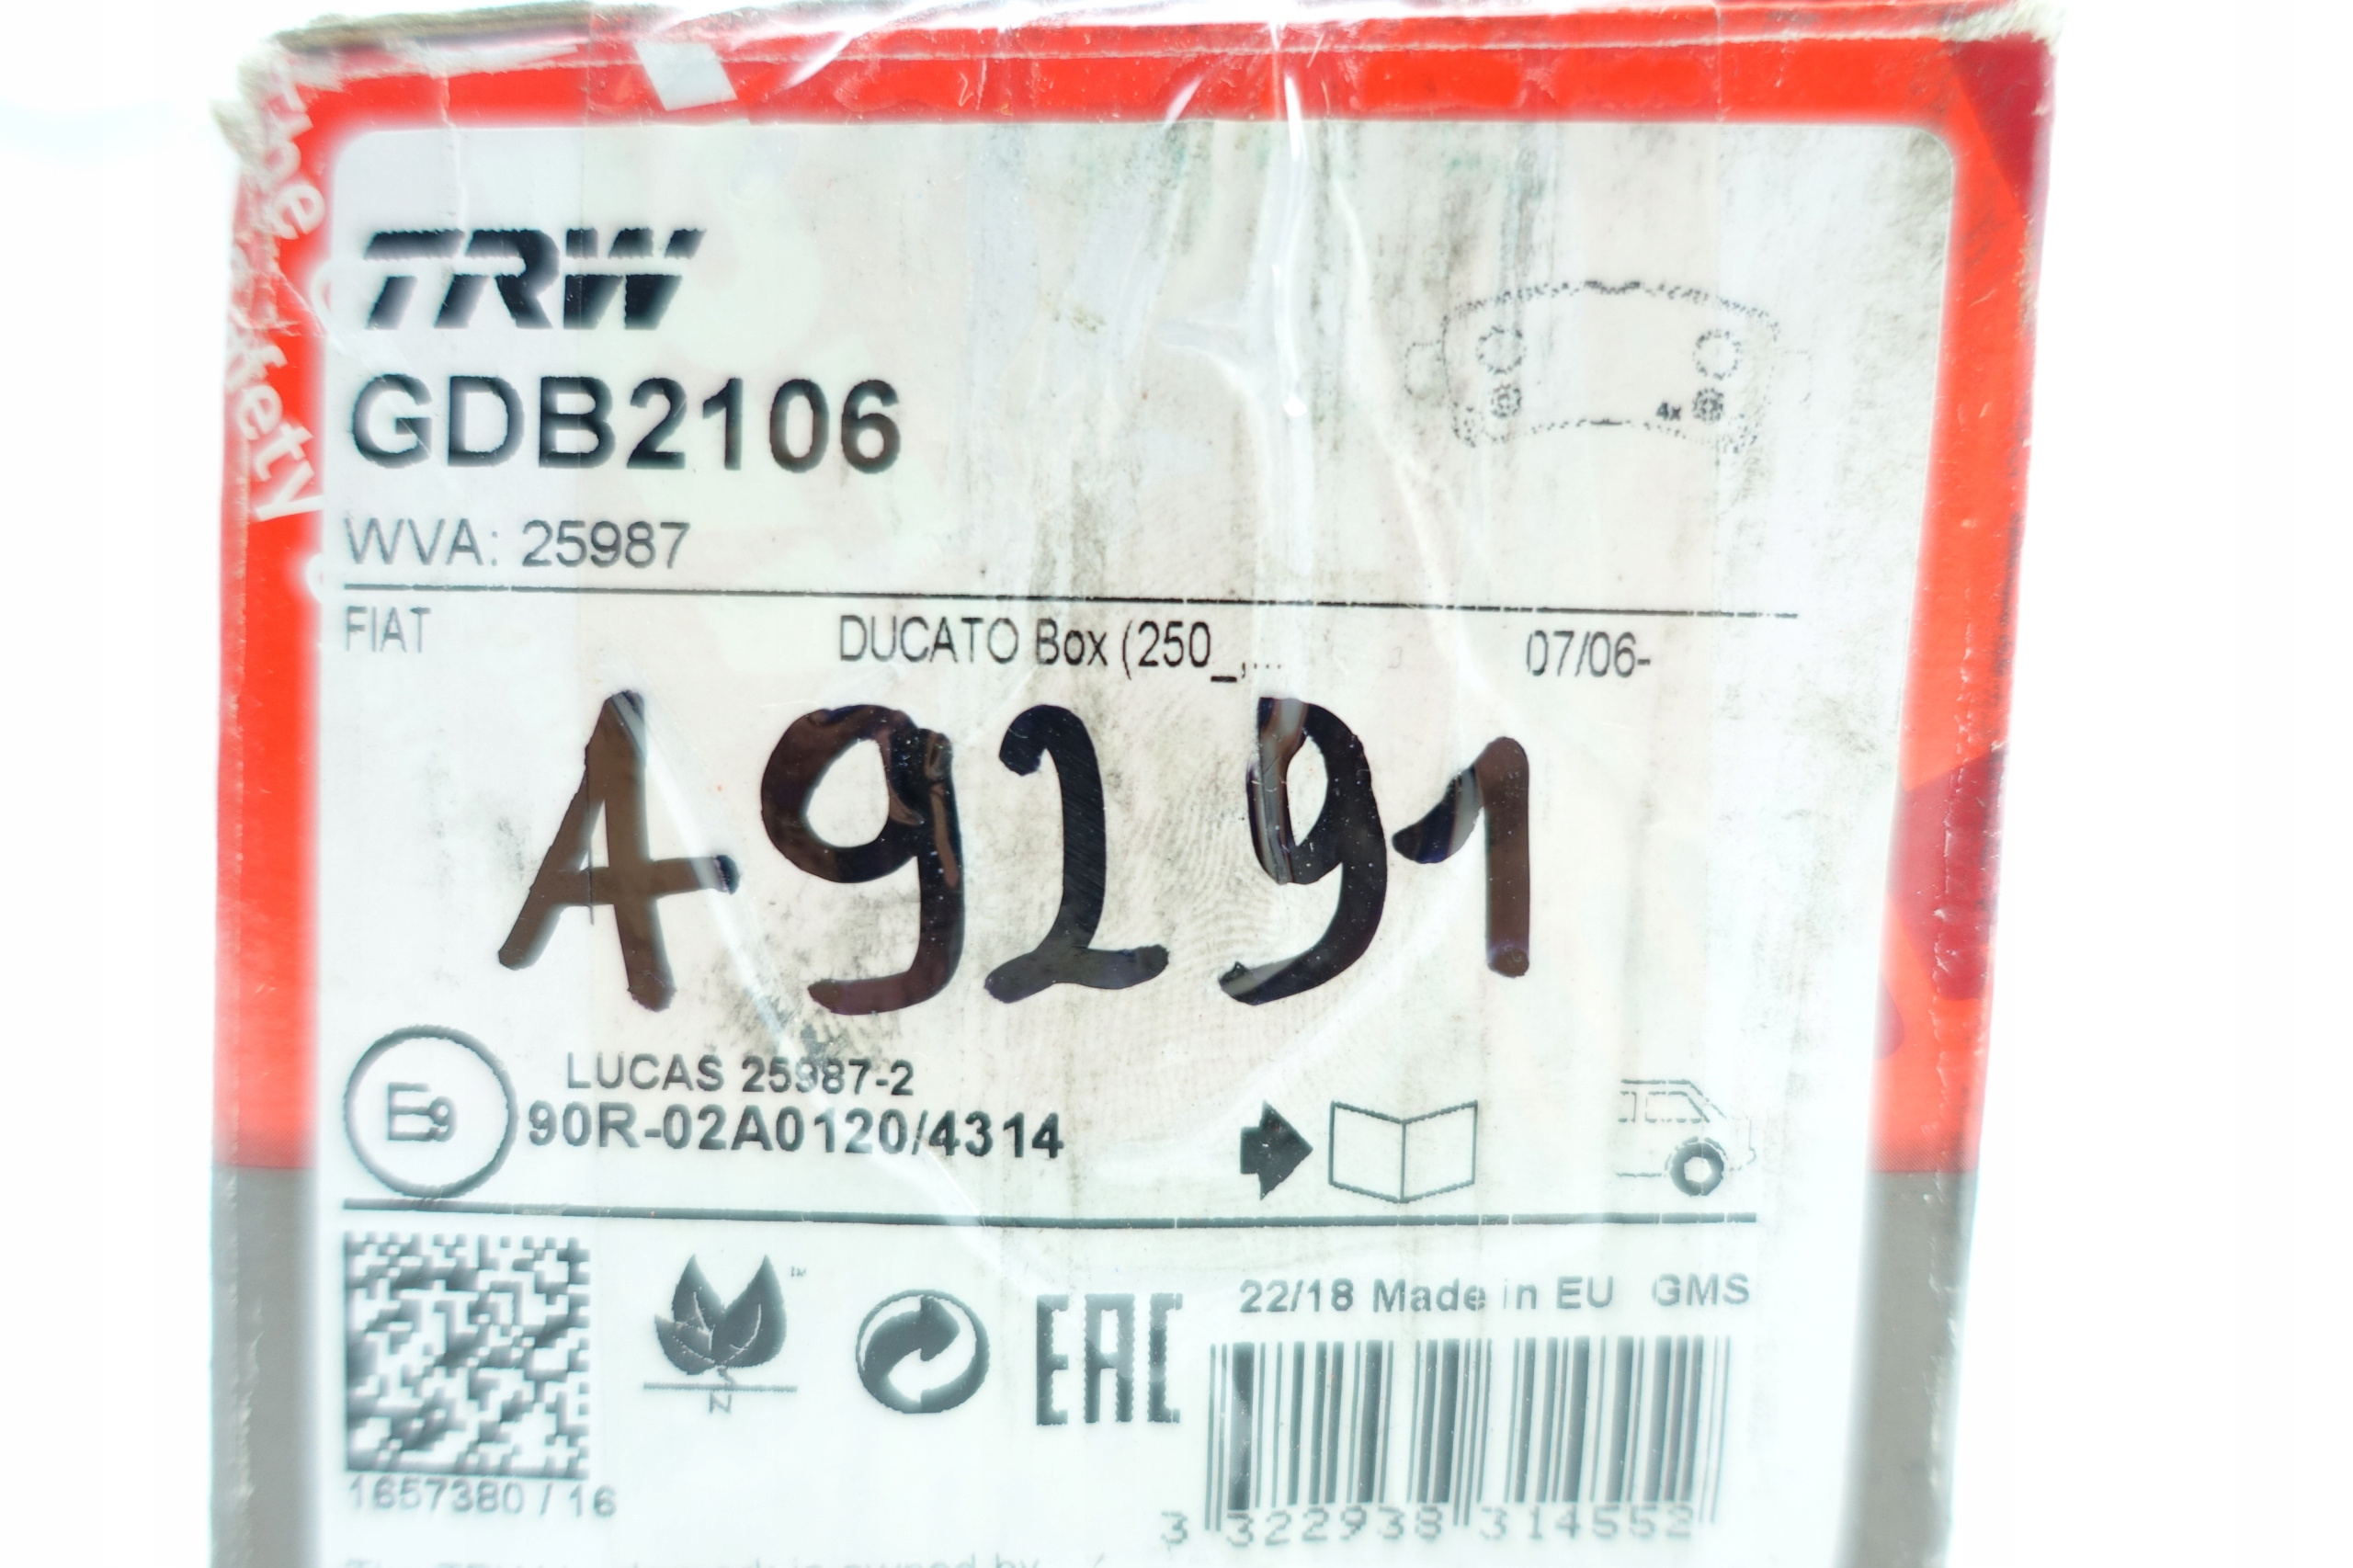 TRW
GDB2106
4x
WVA: 25987
FIAT DUCATO Box (250_,... 07/06-
A9291
E9
LUCAS 25987-2
90R-02A0120/4314
22/18 Made in EU GMS
EAC
1657380 / 16
3 322938 314552